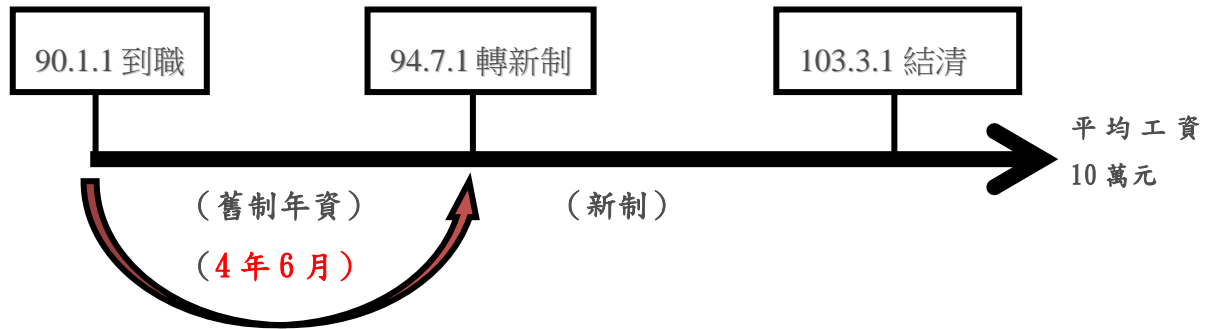 90.1.1 到職
94.7.1 轉新制
103.3.1 結清
平均工資
10 萬元
（舊制年資）
（新制）
（4 年 6 月）